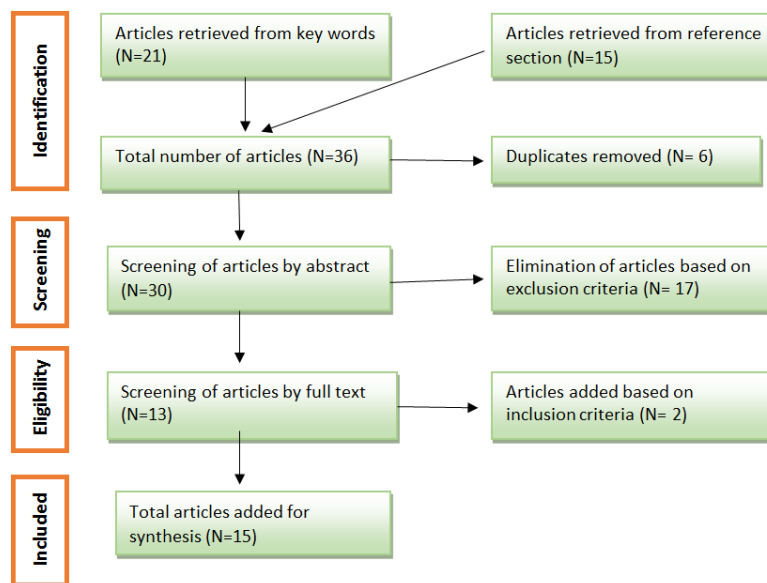 Identification
Articles retrieved from key words
(N=21)
Articles retrieved from reference
section (N=15)
Total number of articles (N=36)
Duplicates removed (N= 6)
Screening
Screening of articles by abstract
(N=30)
Elimination of articles based on
exclusion criteria (N= 17)
Eligibility
Screening of articles by full text
(N=13)
Articles added based on
inclusion criteria (N= 2)
Included
Total articles added for
synthesis (N=15)